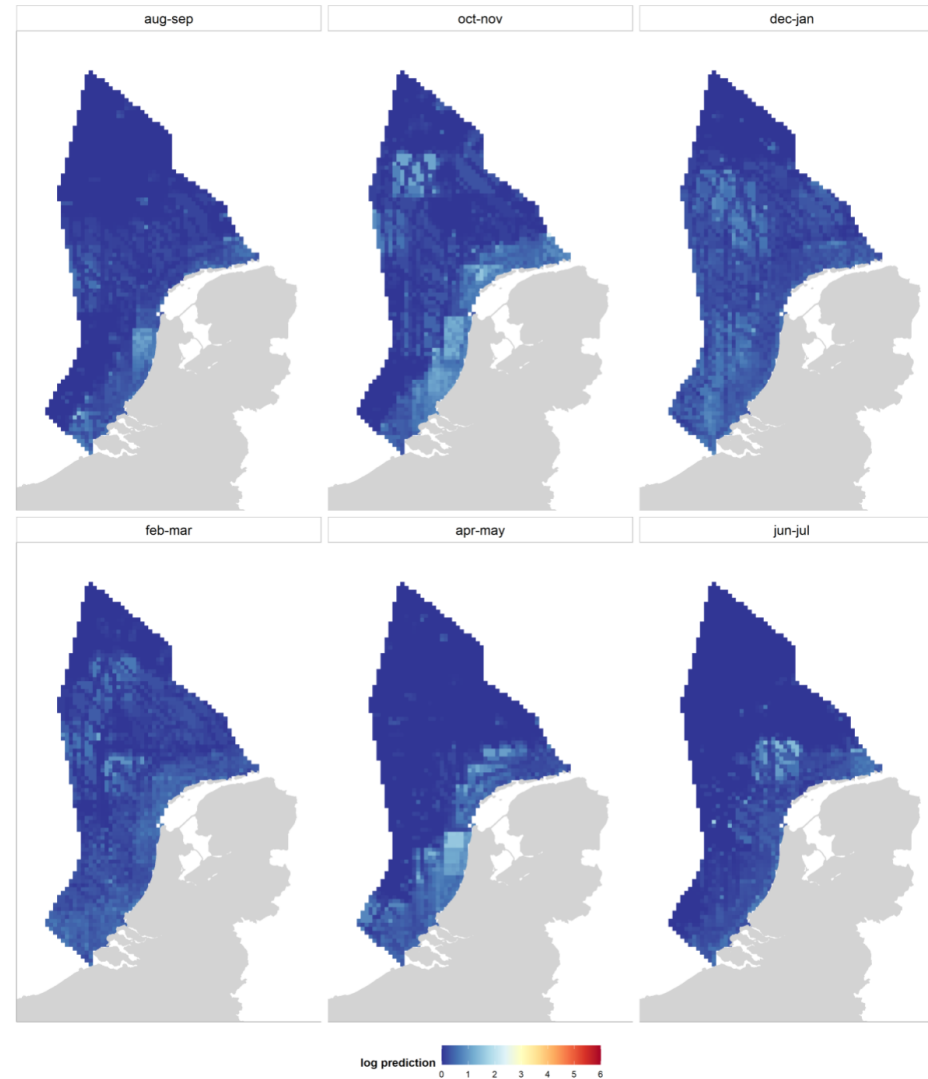 aug-sep
oct-nov
dec-jan
feb-mar
apr-may
jun-jul
log prediction
0 1 2 3 4 5 6